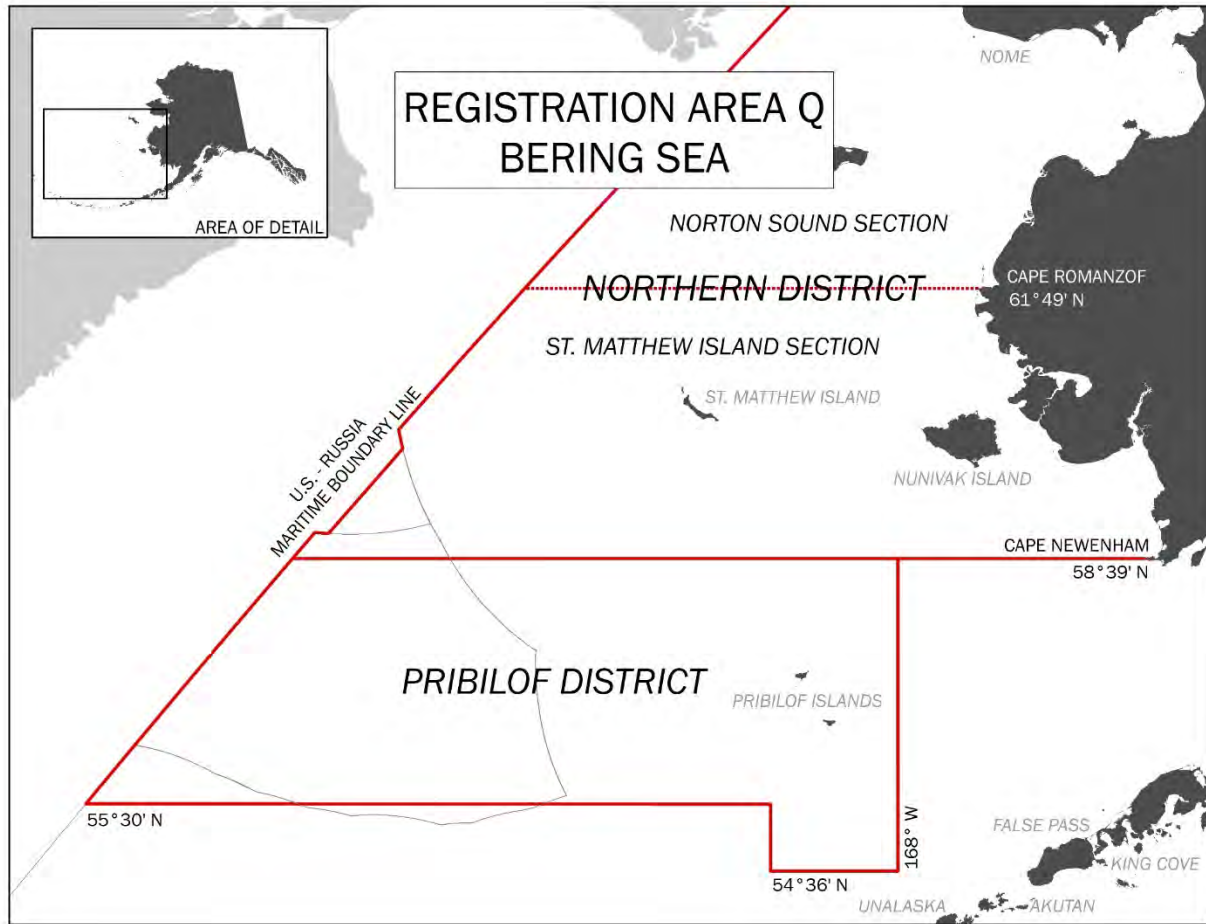 NOME
REGISTRATION AREA Q
BERING SEA
AREA OF DETAIL
NORTON SOUND SECTION
NORTHERN DISTRICT
CAPE ROMANZOF
61°49' N
ST. MATTHEW ISLAND SECTION
ST. MATTHEW ISLAND
U.S. - RUSSIA
MARITIME BOUNDARY LINE
NUNIVAK ISLAND
CAPE NEWENHAM
58°39' N
PRIBILOF DISTRICT
PRIBILOF ISLANDS
55°30' N
168° W
FALSE PASS
KING COVE
54°36' N
UNALASKA
AKUTAN